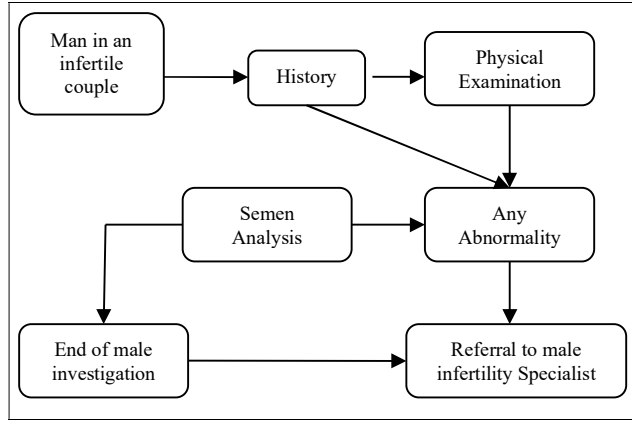 Man in an
infertile
couple
History
Physical
Examination
Semen
Analysis
Any
Abnormality
End of male
investigation
Referral to male
infertility Specialist